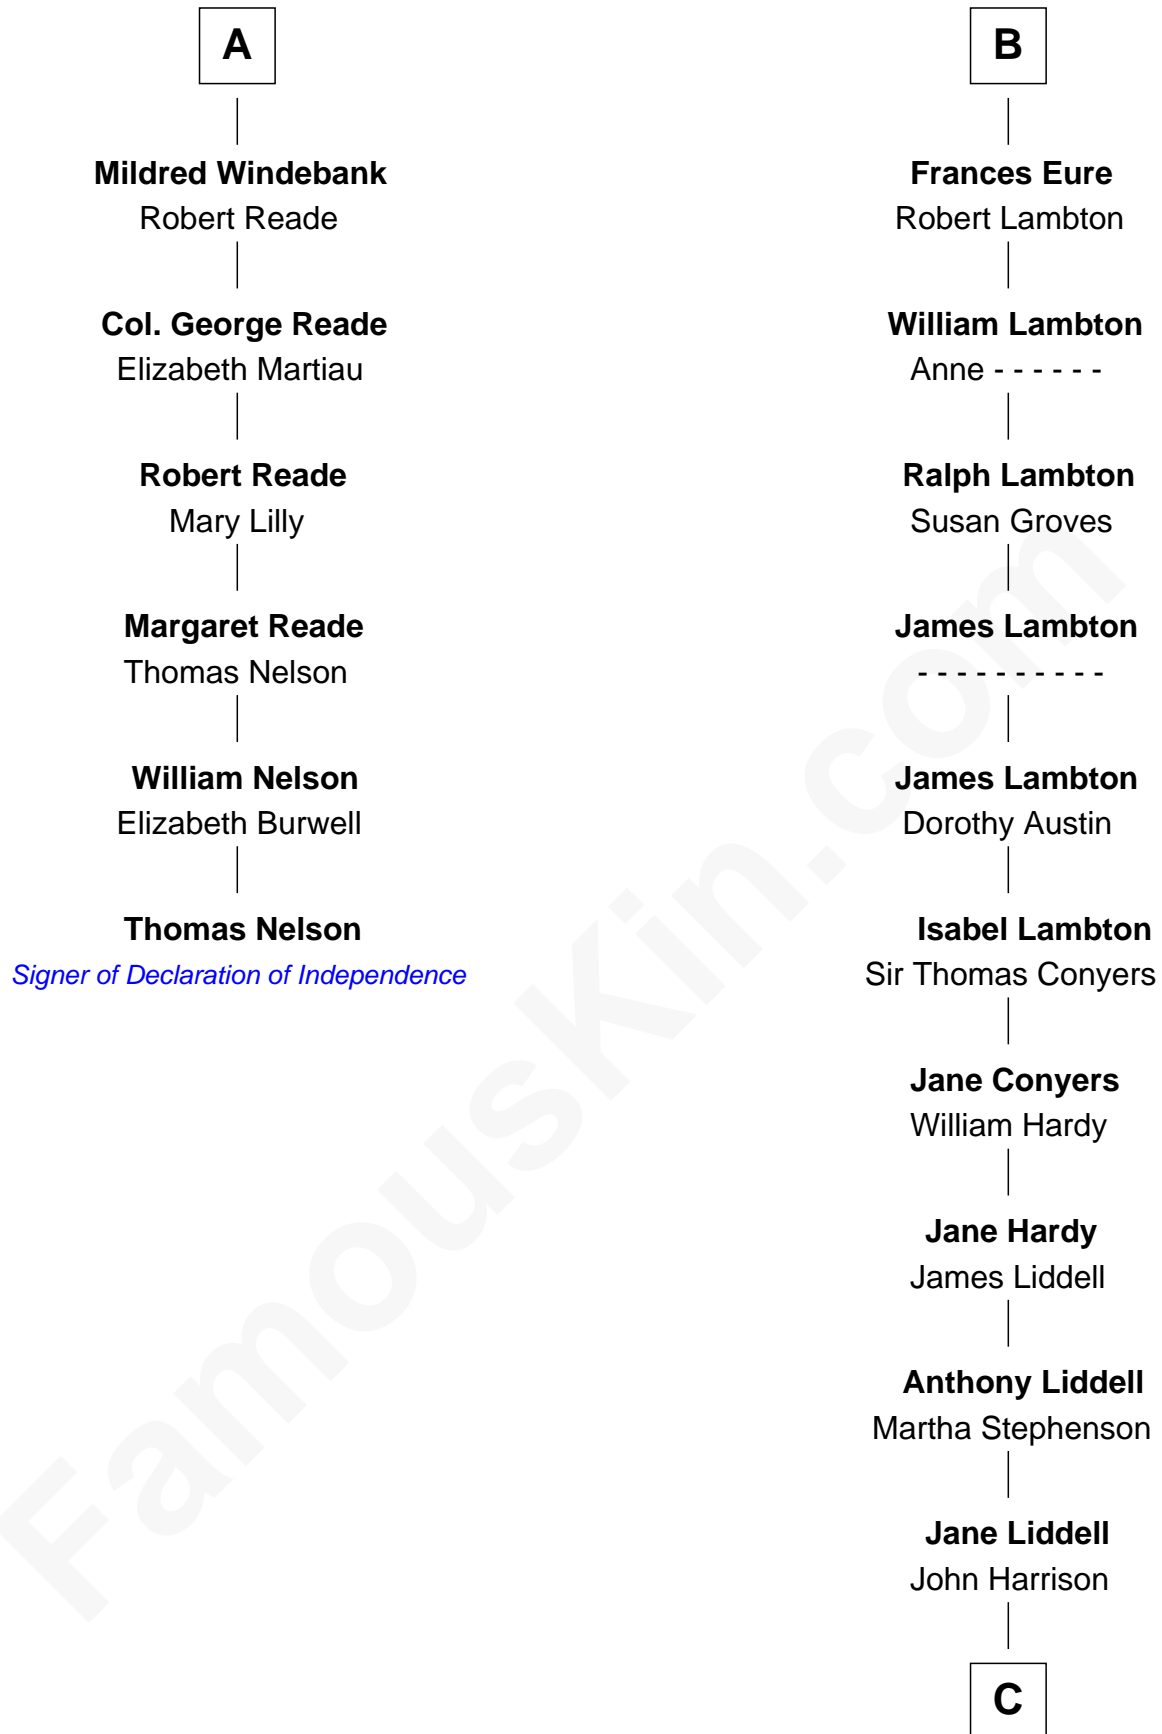 A
Mildred Windebank
Robert Reade
Col. George Reade
Elizabeth Martiau
Robert Reade
Mary Lilly
Margaret Reade
Thomas Nelson
William Nelson
Elizabeth Burwell
Thomas Nelson
Signer of Declaration of Independence
B
Frances Eure
Robert Lambton
William Lambton
Anne - - - - - -
Ralph Lambton
Susan Groves
James Lambton
- - - - - - - - - -
James Lambton
Dorothy Austin
Isabel Lambton
Sir Thomas Conyers
Jane Conyers
William Hardy
Jane Hardy
James Liddell
Anthony Liddell
Martha Stephenson
Jane Liddell
John Harrison
C
FamousKin.com